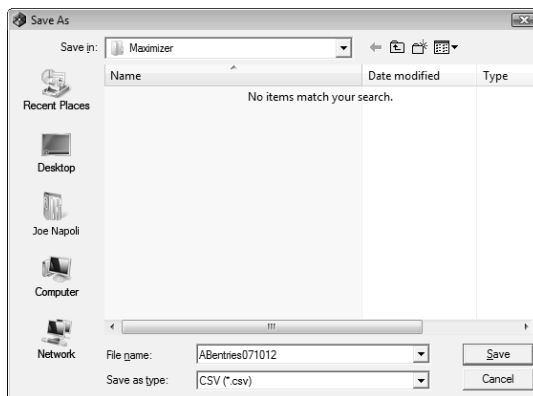 Save As
Save in: Maximizer
Name Date modified Type
No items match your search.
Recent Places
Desktop
Joe Napoli
Computer
Network
File name: ABentries071012 Save
Save as type: CSV (*.csv) Cancel